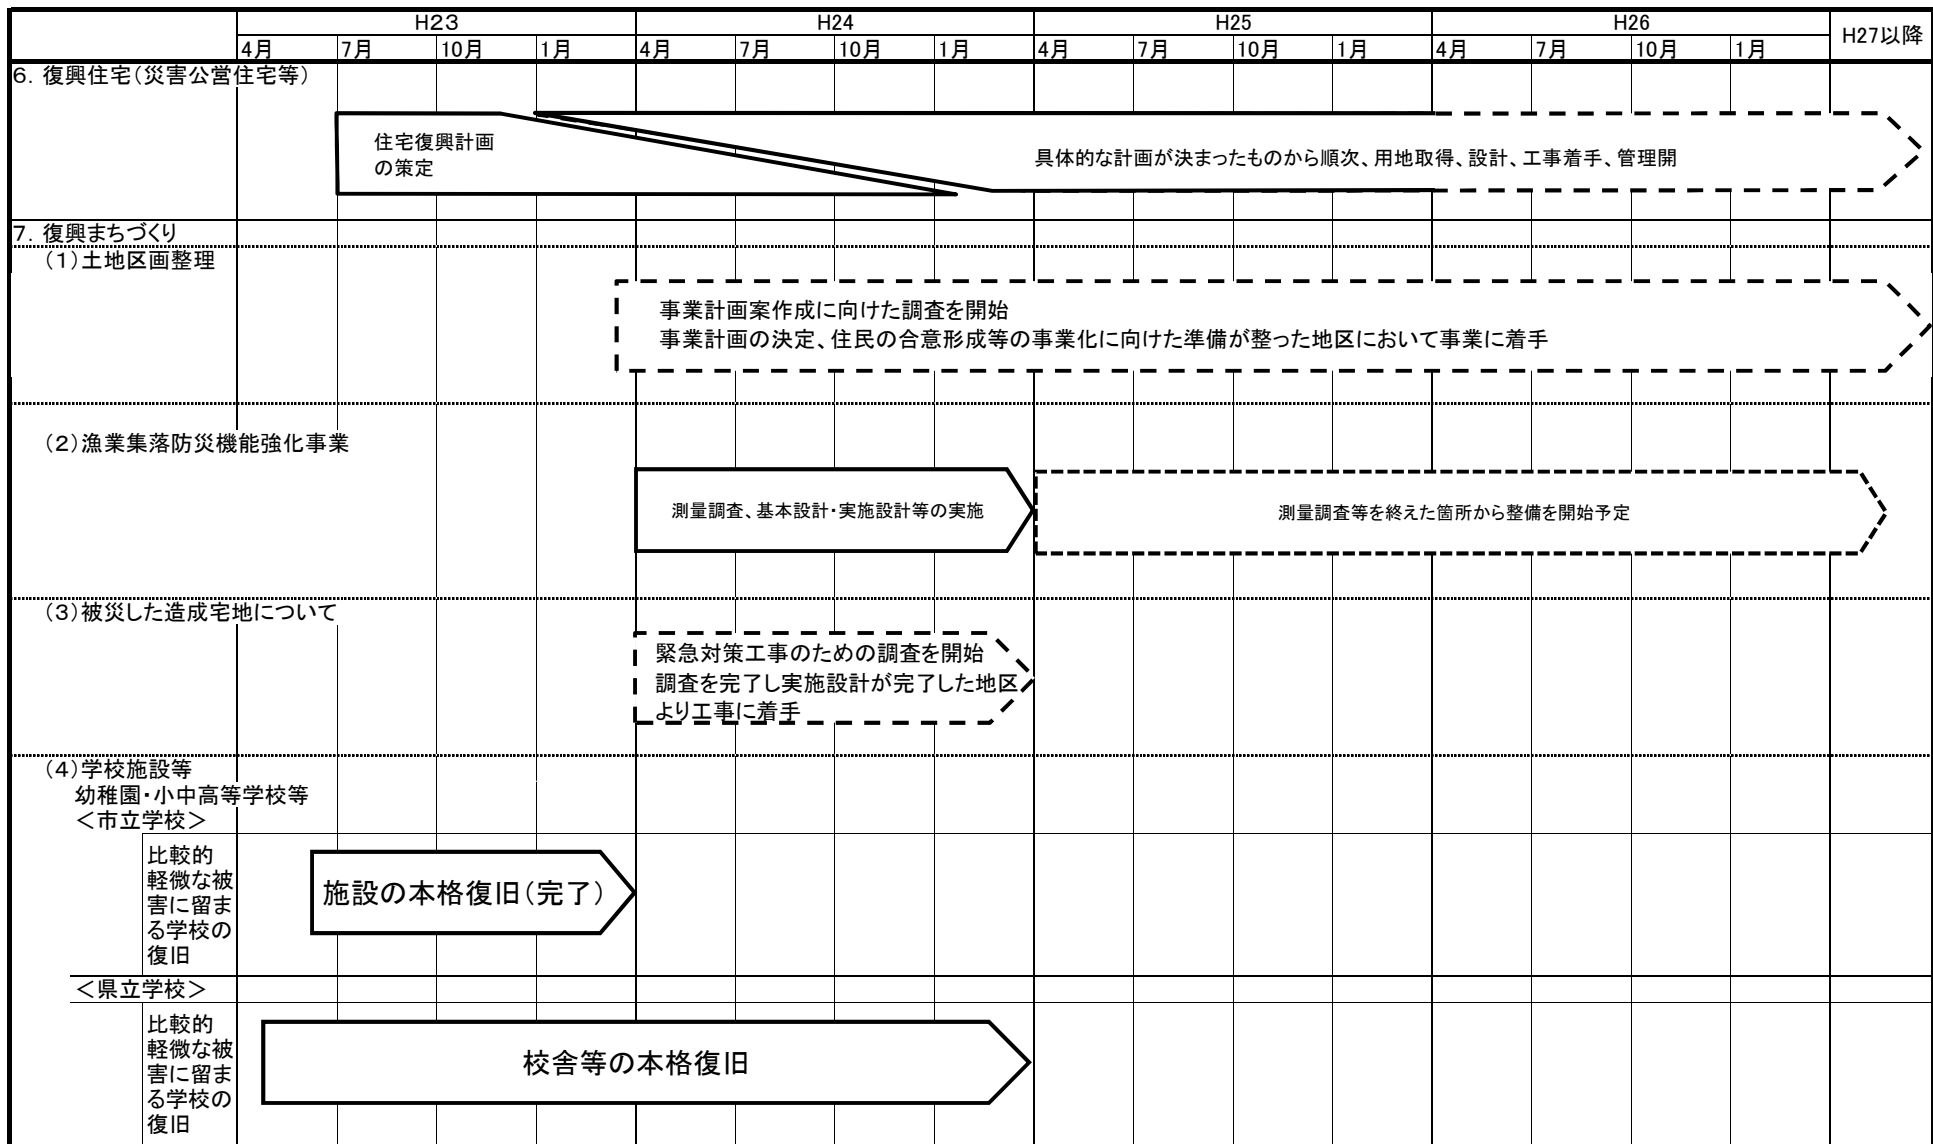 H23 H24 H25 H26 H27以降
4月 7月 10月 1月 4月 7月 10月 1月 4月 7月 10月 1月 4月 7月 10月 1月
6．復興住宅（災害公営住宅等）
住宅復興計画
の策定
具体的な計画が決まったものから順次、用地取得、設計、工事着手、管理開
7．復興まちづくり
（1）土地区画整理
事業計画案作成に向けた調査を開始
事業計画の決定、住民の合意形成等の事業化に向けた準備が整った地区において事業に着手
（2）漁業集落防災機能強化事業
測量調査、基本設計・実施設計等の実施
測量調査等を終えた箇所から整備を開始予定
（3）被災した造成宅地について
緊急対策工事のための調査を開始
調査を完了し実施設計が完了した地区
より工事に着手
（4）学校施設等
幼稚園・小中高等学校等
＜市立学校＞
比較的
軽微な被
害に留ま
る学校の
復旧
施設の本格復旧（完了）
＜県立学校＞
比較的
軽微な被
害に留ま
る学校の
復旧
校舎等の本格復旧